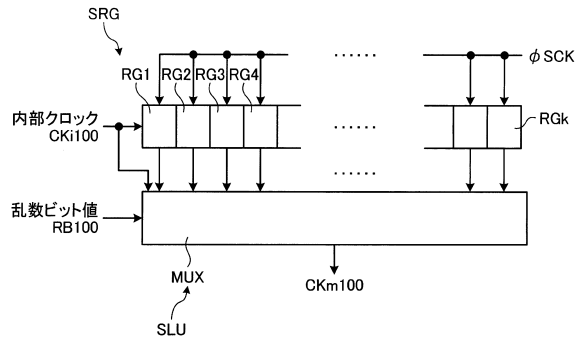 SRG
······
φSCK
RG1 RG2 RG3 RG4
内部クロック
CKi100
······
RGk
······
乱数ビット値
RB100
MUX
CKm100
SLU